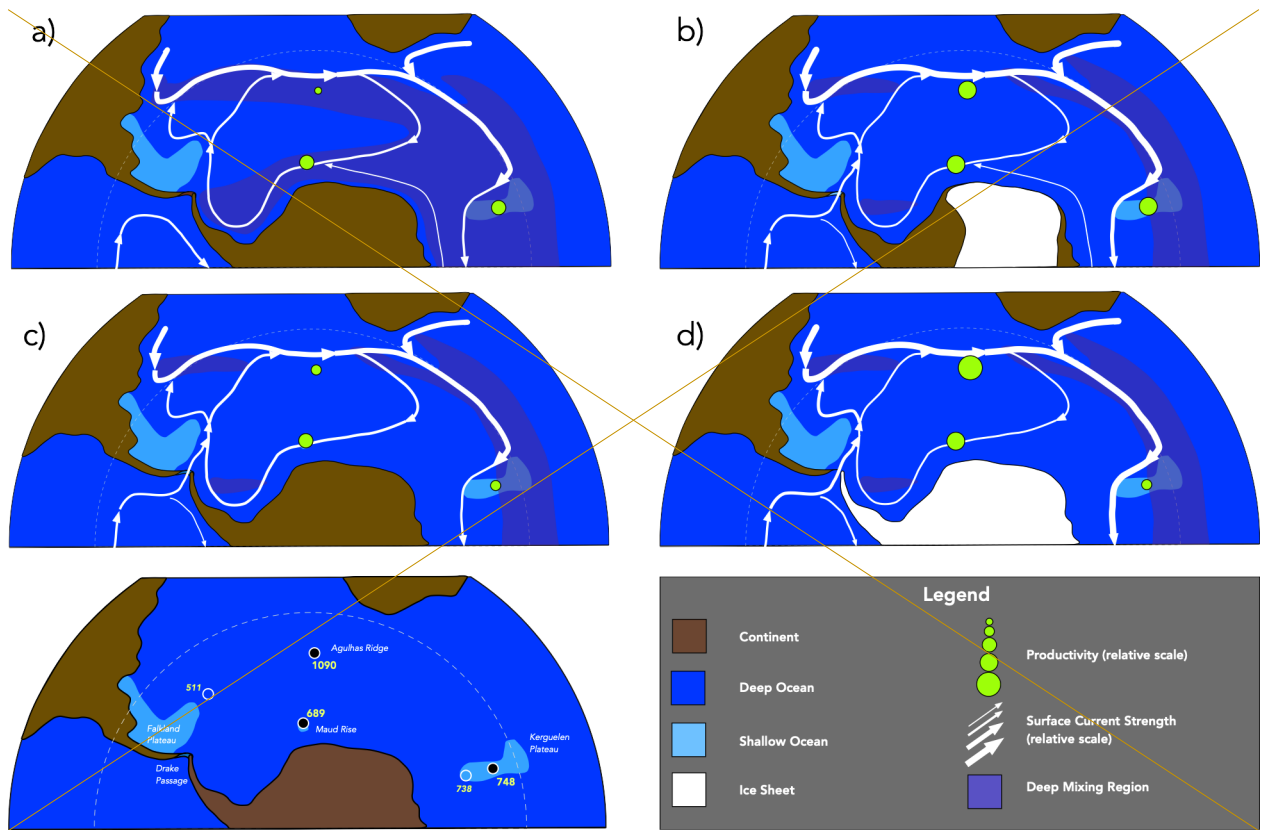 a)
b)
c)
d)
Agulhas Ridge
1090
511
689
Maud Rise
Falkland
Plateau
Kerguelen
Plateau
Drake
Passage
738
748
Legend
Continent
Deep Ocean
Shallow Ocean
Ice Sheet
Productivity (relative scale)
Surface Current Strength
(relative scale)
Deep Mixing Region